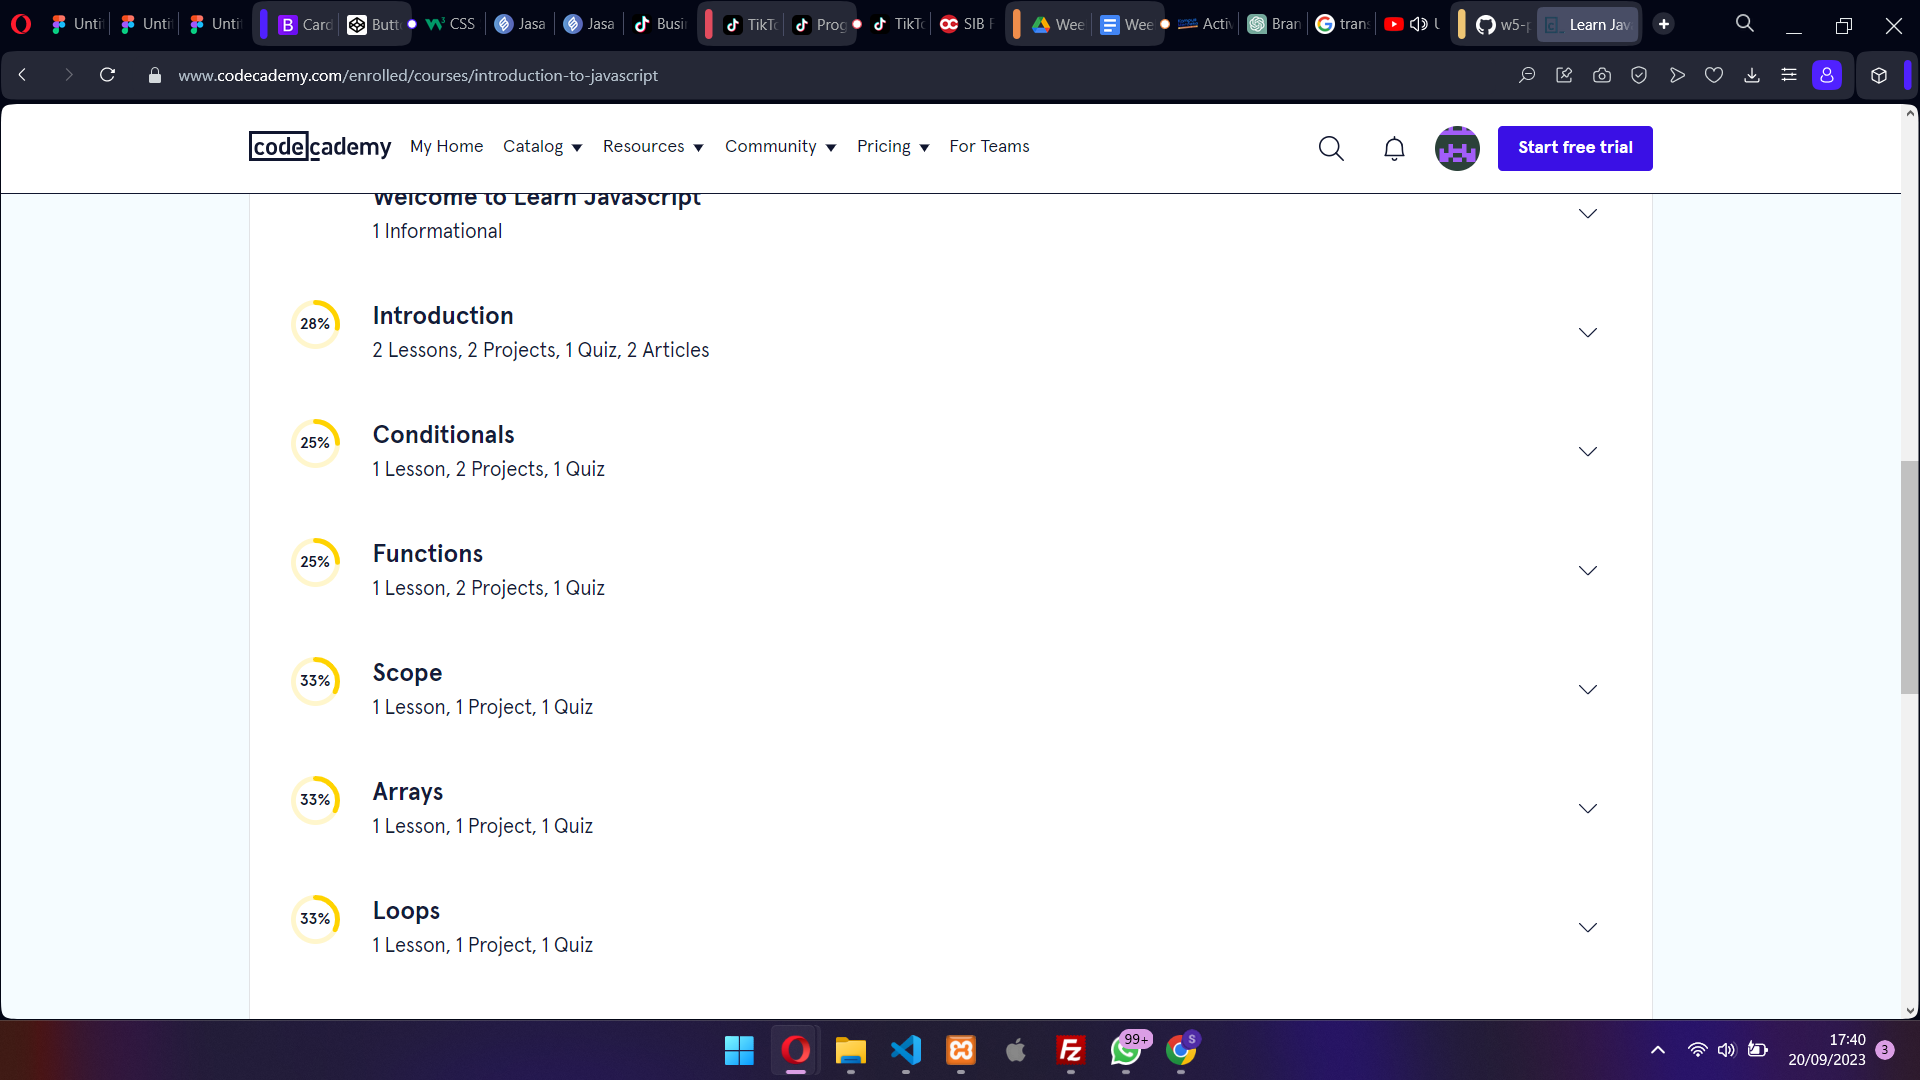 Unti
Unti
Unti
Card
Butt
CSS
Jasa
Jasa
Busi
TikTo
Prog
TikTo
SIB F
Wee
Wee
Activ
Bran
tran
w5-p
Learn Jav
www.codecademy.com/enrolled/courses/introduction-to-javascript
codecademy My Home Catalog Resources Community Pricing For Teams Start free trial
Welcome to Learn JavaScript
1 Informational
28% Introduction
2 Lessons, 2 Projects, 1 Quiz, 2 Articles
25% Conditionals
1 Lesson, 2 Projects, 1 Quiz
25% Functions
1 Lesson, 2 Projects, 1 Quiz
33% Scope
1 Lesson, 1 Project, 1 Quiz
33% Arrays
1 Lesson, 1 Project, 1 Quiz
33% Loops
1 Lesson, 1 Project, 1 Quiz
99+
S
17:40
20/09/2023
3